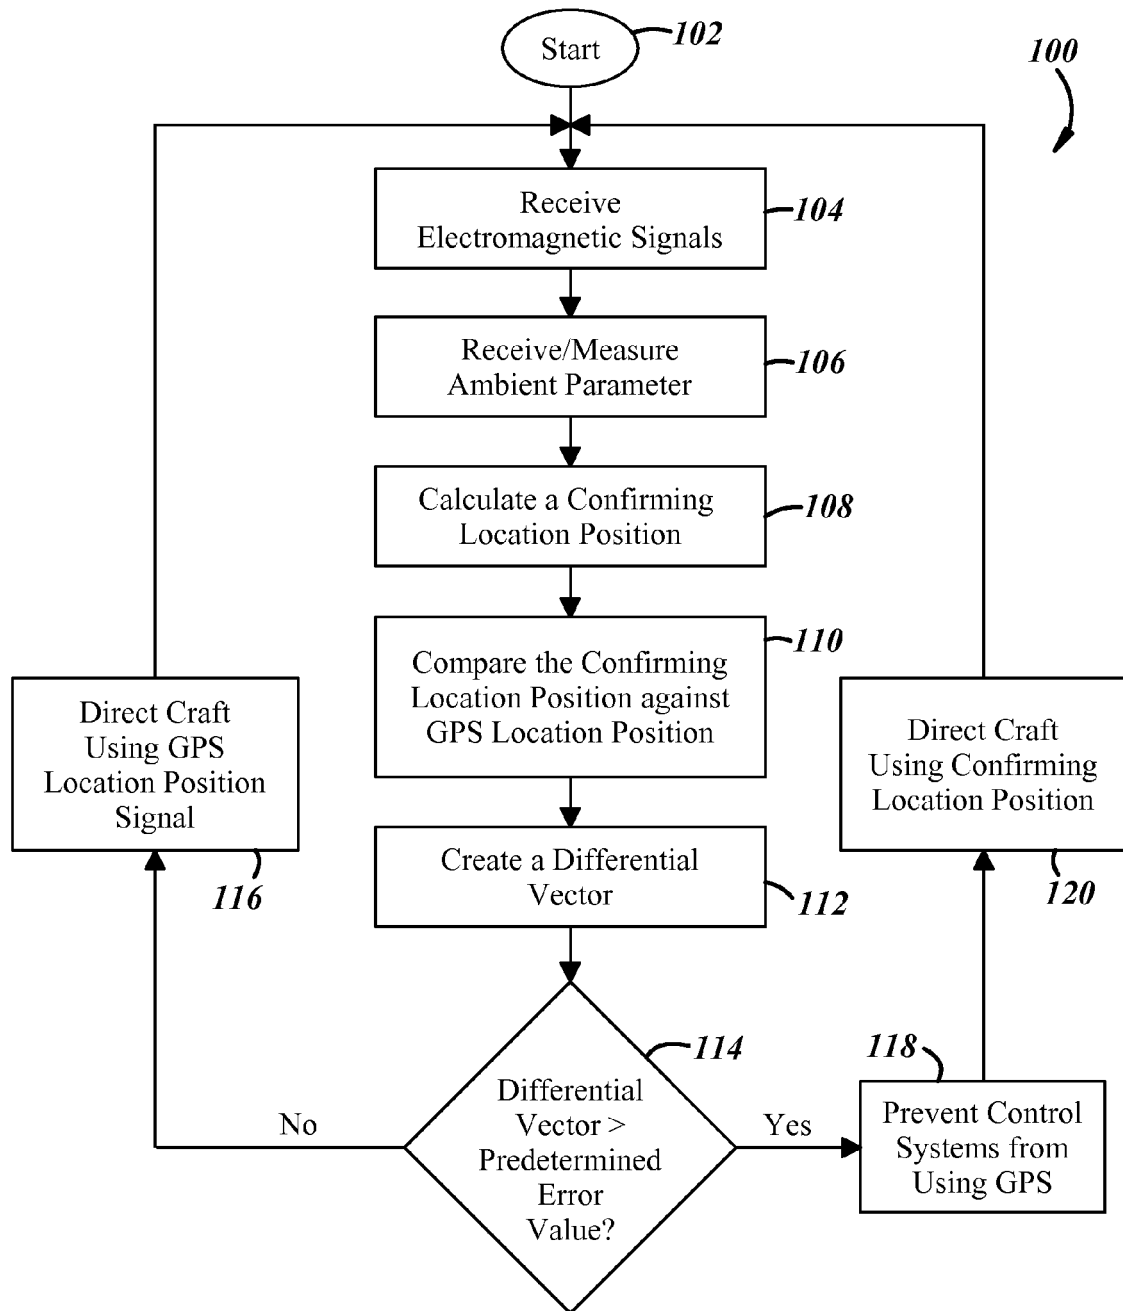 Start
102
100
Receive
Electromagnetic Signals
104
Receive/Measure
Ambient Parameter
106
Calculate a Confirming
Location Position
108
Compare the Confirming
Location Position against
GPS Location Position
110
Direct Craft
Using GPS
Location Position
Signal
116
Direct Craft
Using Confirming
Location Position
120
Create a Differential
Vector
112
Differential
Vector >
Predetermined
Error
Value?
114
No
Yes
118
Prevent Control
Systems from
Using GPS